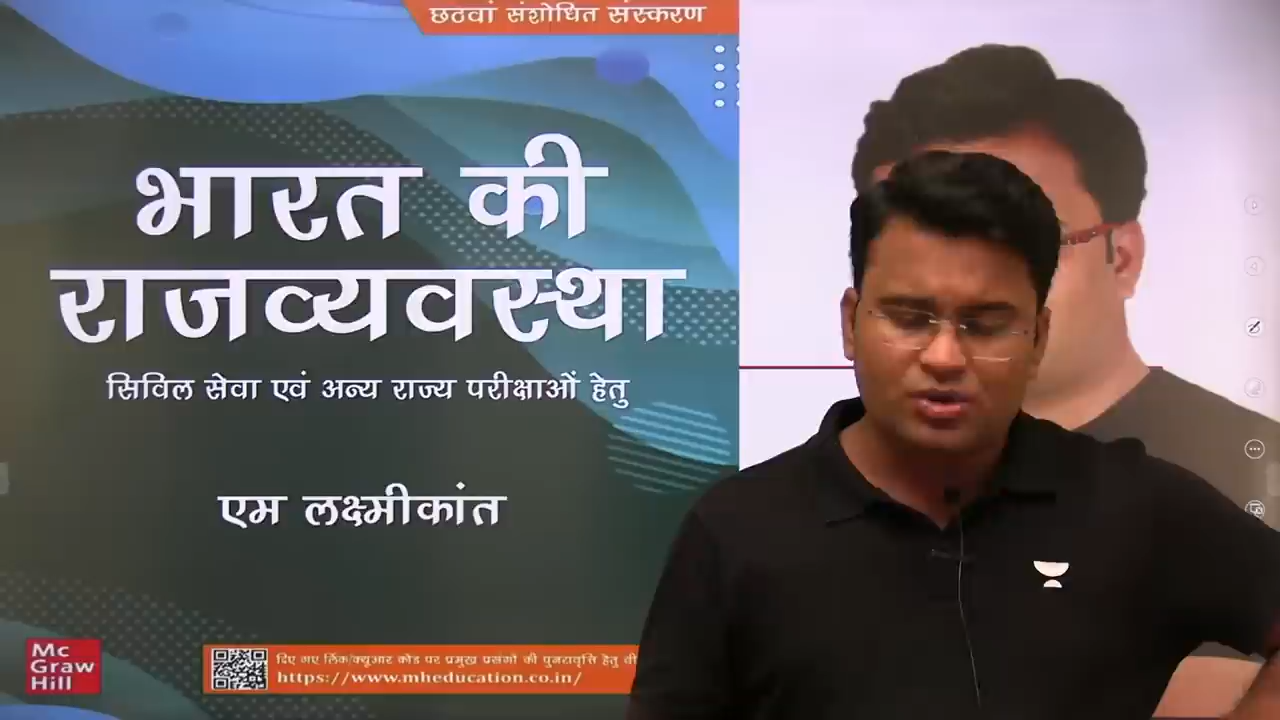 छठवां संशोधित संस्करण
भारत की
राजव्यवस्था
सिविल सेवा एवं अन्य राज्य परीक्षाओं हेतु
एम लक्ष्मीकांत
Mc
Graw
Hill
दिए गए लिंक/क्यूआर कोड पर प्रमुख प्रसंगों की पुनरावृत्ति हेतु वी
https://www.mheducation.co.in/